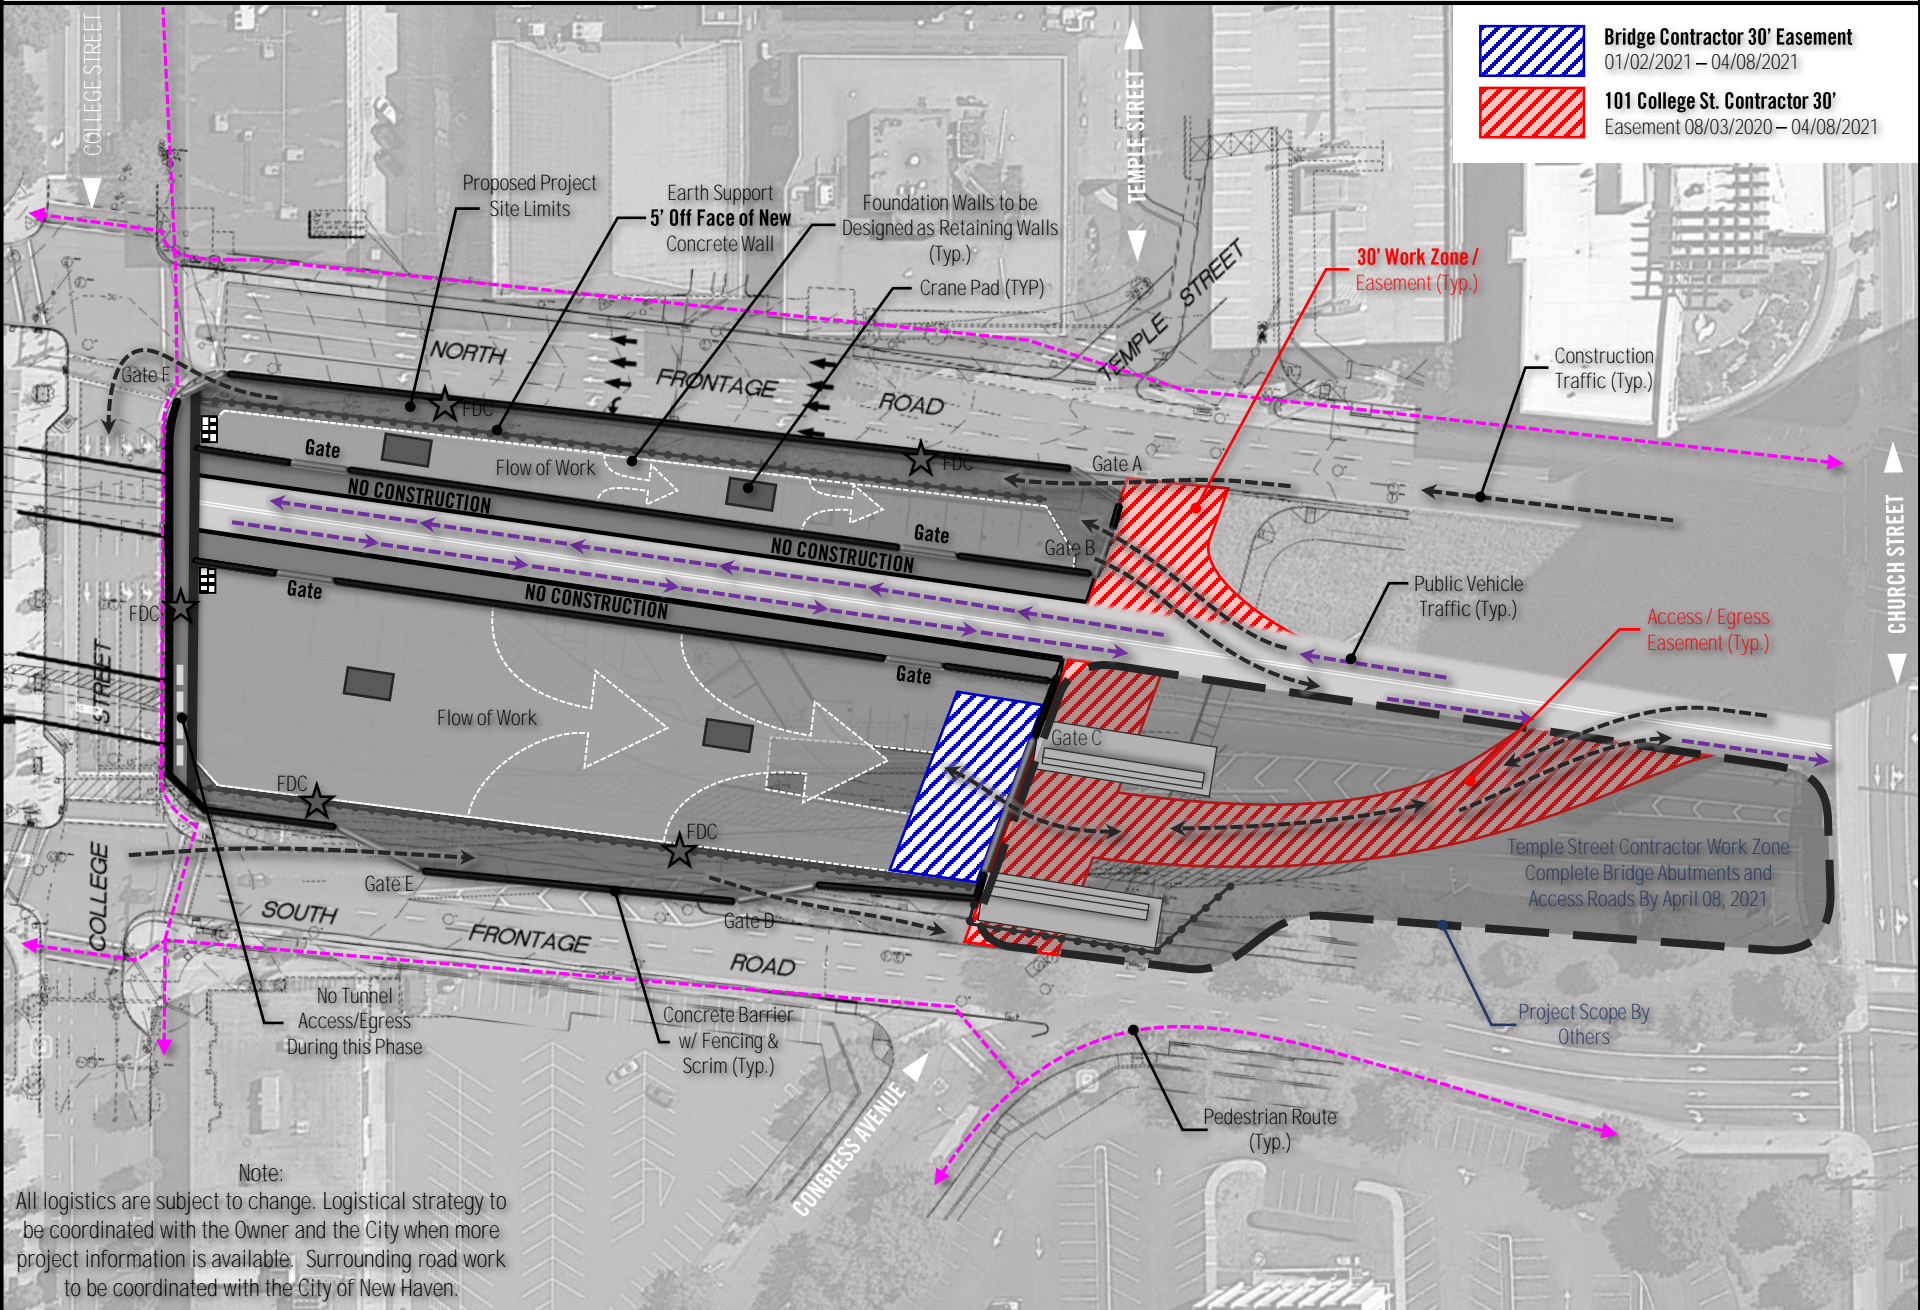 Bridge Contractor 30' Easement
01/02/2021 – 04/08/2021
101 College St. Contractor 30'
Easement 08/03/2020 – 04/08/2021
COLLEGE STREET
TEMPLE STREET
Proposed Project
Site Limits
Earth Support
5' Off Face of New
Concrete Wall
Foundation Walls to be
Designed as Retaining Walls
(Typ.)
Crane Pad (TYP)
TEMPLE STREET
30' Work Zone /
Easement (Typ.)
Construction
Traffic (Typ.)
NORTH
FRONTAGE
ROAD
Gate F
FDC
FDC
Gate A
Gate
Flow of Work
NO CONSTRUCTION
Gate
Gate B
NO CONSTRUCTION
CHURCH STREET
Gate
NO CONSTRUCTION
Public Vehicle
Traffic (Typ.)
FDC
Access / Egress
Easement (Typ.)
Gate
STREET
Flow of Work
Gate C
FDC
FDC
Temple Street Contractor Work Zone
Complete Bridge Abutments and
Access Roads By April 08, 2021
COLLEGE
Gate E
Gate D
SOUTH
FRONTAGE
ROAD
No Tunnel
Access/Egress
During this Phase
Concrete Barrier
w/ Fencing &
Scrim (Typ.)
Project Scope By
Others
CONGRESS AVENUE
Pedestrian Route
(Typ.)
Note:
All logistics are subject to change. Logistical strategy to
be coordinated with the Owner and the City when more
project information is available. Surrounding road work
to be coordinated with the City of New Haven.